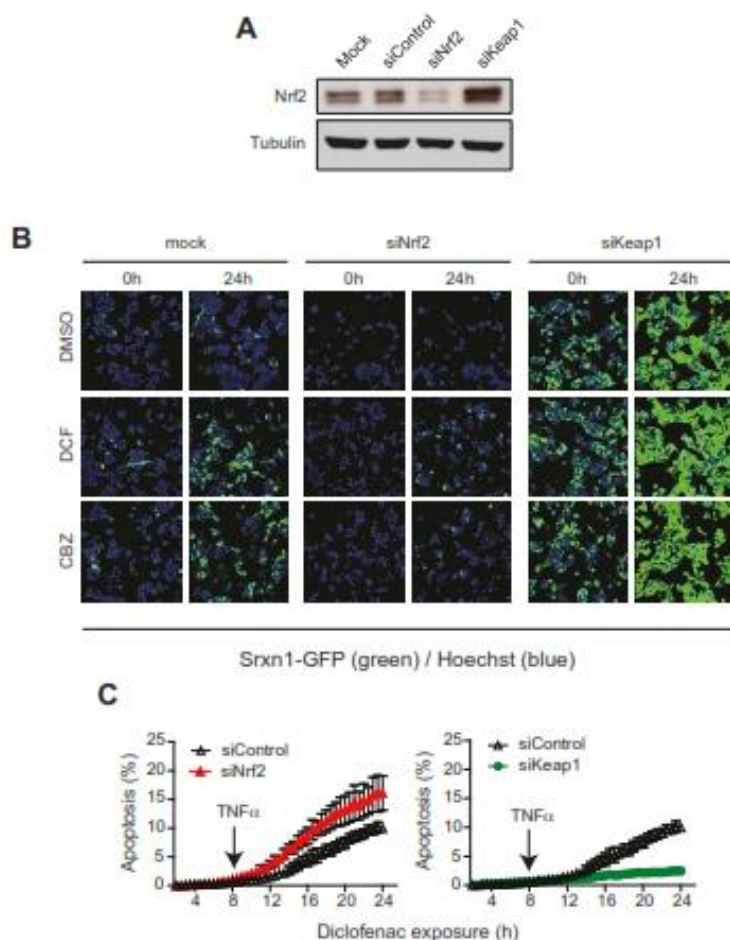 A
Mock siControl siNrf2 siKeap1
Nrf2
Tubulin
B
mock siNrf2 siKeap1
0h 24h 0h 24h 0h 24h
DMSO
DCF
CBZ
Srxn1-GFP (green) / Hoechst (blue)
C
Apoptosis (%)
25
20
15
10
5
0
siControl
siNrf2
TNFα
4 8 12 16 20 24
Apoptosis (%)
25
20
15
10
5
0
siControl
siKeap1
TNFα
4 8 12 16 20 24
Diclofenac exposure (h)